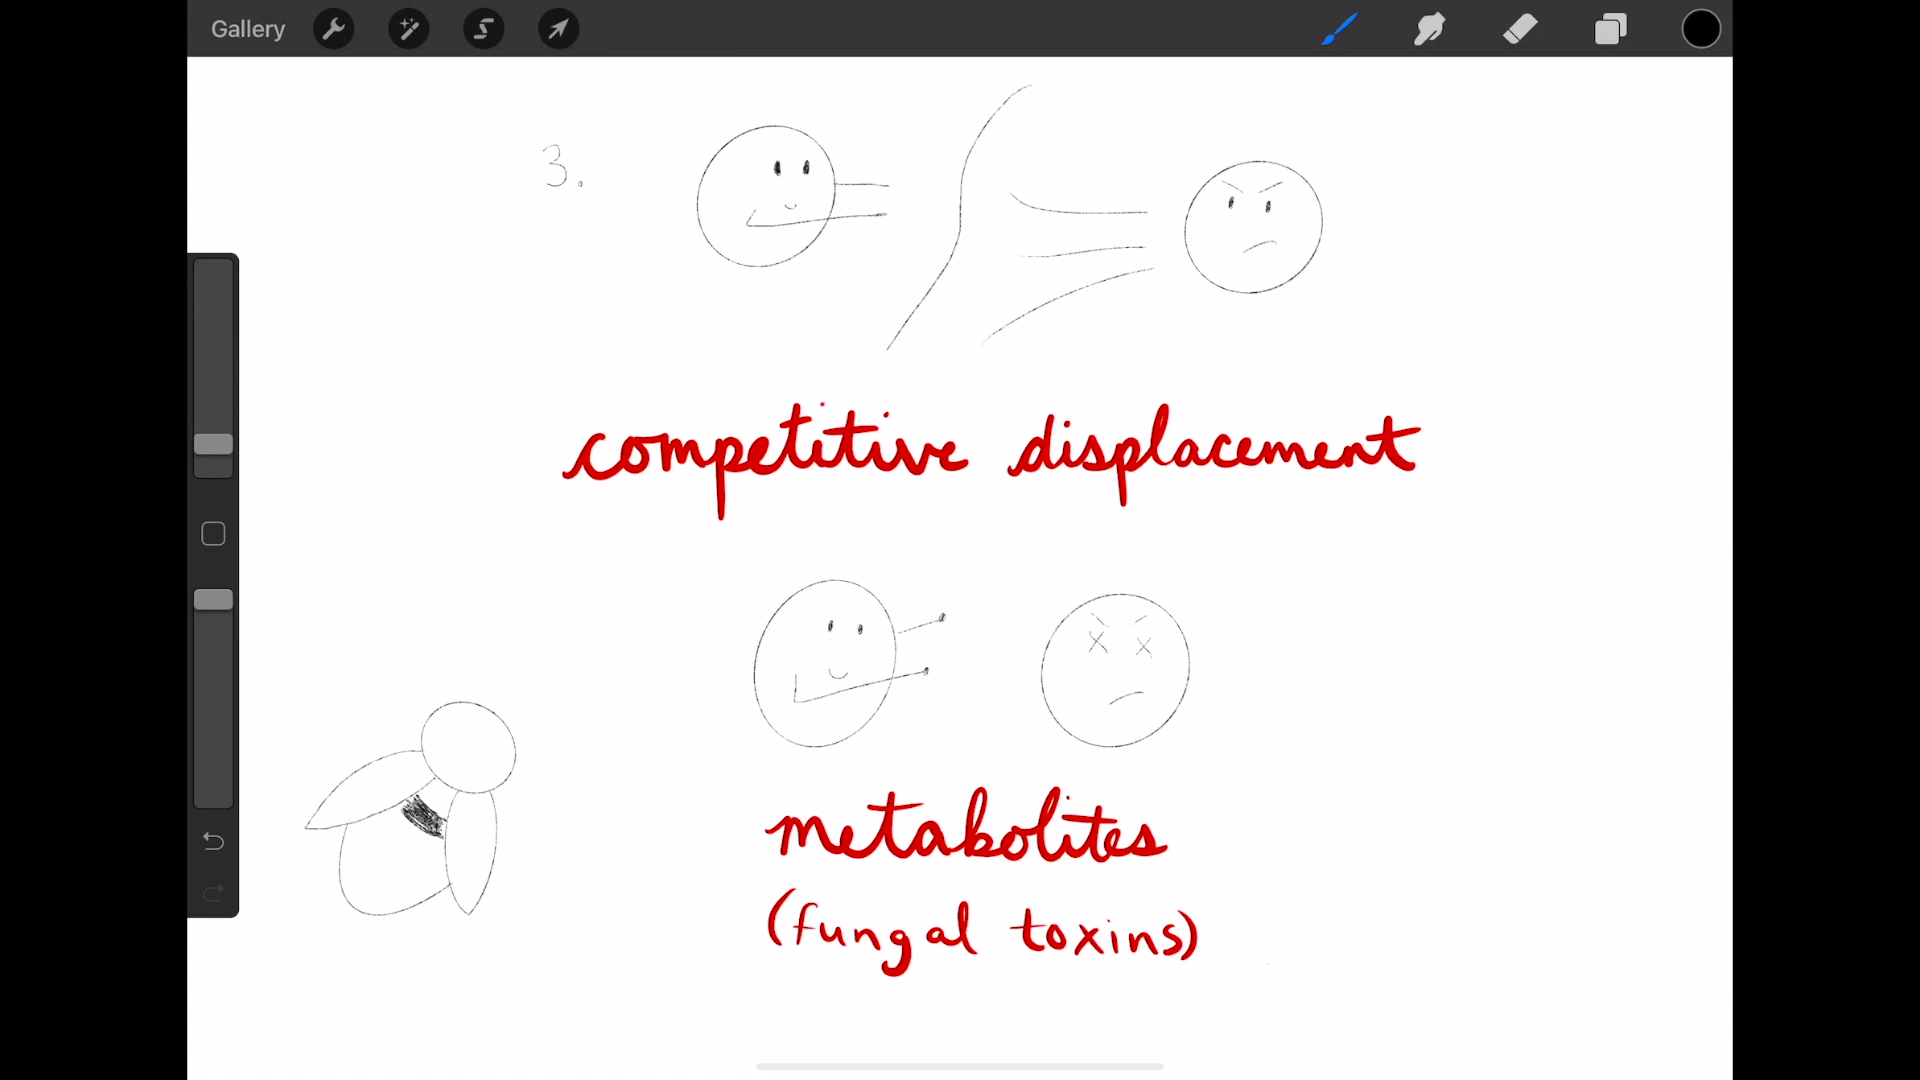 Gallery
3.
competitive displacement
metabolites
(fungal toxins)